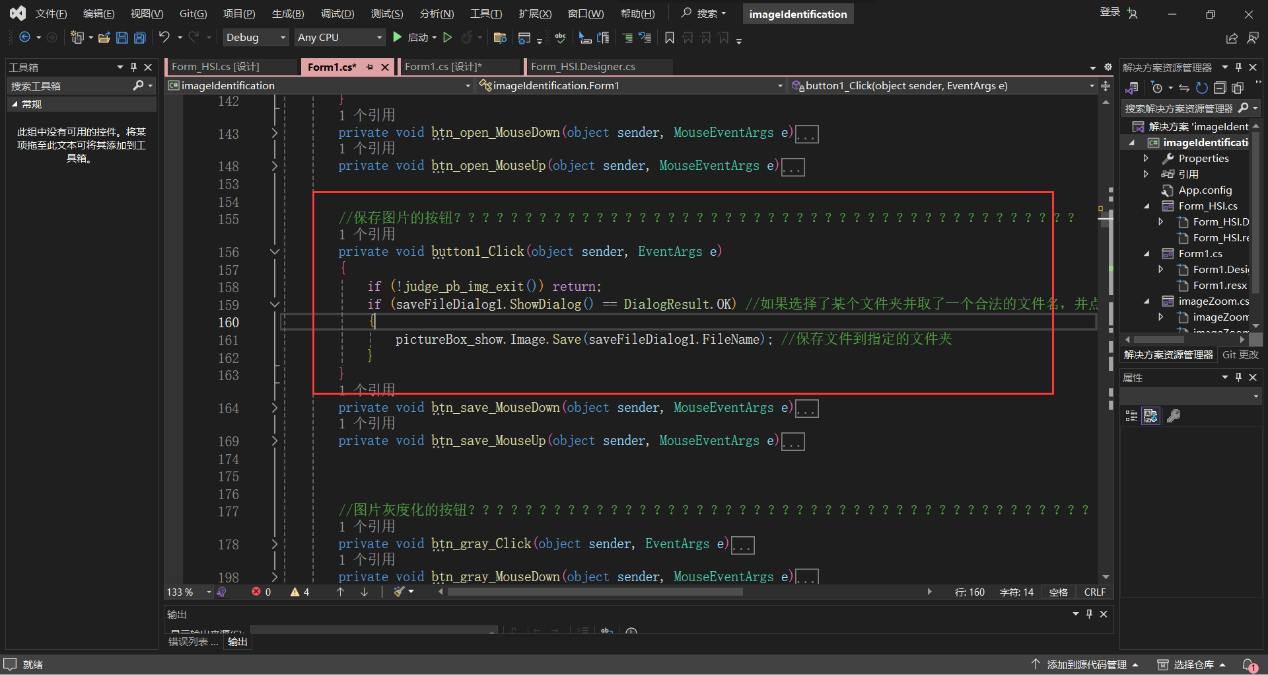 文件(F) 编辑(E) 视图(V) Git(G) 项目(P) 生成(B) 调试(D) 测试(S) 分析(N) 工具(T) 扩展(X) 窗口(W) 帮助(H) 搜索 imageIdentification 登录
Debug Any CPU 启动
工具箱
搜索工具箱
常规
此组中没有可用的控件。将某
项拖至此文本可将其添加到工
具箱。
Form_HSI.cs [设计] Form1.cs* Form1.cs [设计]* Form_HSI.Designer.cs
imageIdentification imageIdentification.Form1 button1_Click(object sender, EventArgs e)
142 }
1 个引用
143 private void btn_open_MouseDown(object sender, MouseEventArgs e)...
1 个引用
148 private void btn_open_MouseUp(object sender, MouseEventArgs e)...
153
154
155 //保存图片的按钮？？？？？？？？？？？？？？？？？？？？？？？？？？？？？？？？？？？？？？？？？？？
1 个引用
156 private void button1_Click(object sender, EventArgs e)
157 {
158 if (!judge_pb_img_exit()) return;
159 if (saveFileDialog1.ShowDialog() == DialogResult.OK) //如果选择了某个文件夹并取了一个合法的文件名，并点
160 {
161 pictureBox_show.Image.Save(saveFileDialog1.FileName); //保存文件到指定的文件夹
162 }
163 }
1 个引用
164 private void btn_save_MouseDown(object sender, MouseEventArgs e)...
1 个引用
169 private void btn_save_MouseUp(object sender, MouseEventArgs e)...
174
175
176
177 //图片灰度化的按钮？？？？？？？？？？？？？？？？？？？？？？？？？？？？？？？？？？？？？？？？？？？
1 个引用
178 private void btn_gray_Click(object sender, EventArgs e)...
1 个引用
198 private void btn_gray_MouseDown(object sender, MouseEventArgs e)...
133 % 0 4 行: 160 字符: 14 空格 CRLF
输出
错误列表 ... 输出
解决方案资源管理器
搜索解决方案资源管理器
解决方案 'imageIdent
imageIdentificati
Properties
引用
App.config
Form_HSI.cs
Form_HSI.D
Form_HSI.re
Form1.cs
Form1.Desi
Form1.resx
imageZoom.cs
imageZoom
imageZoom
解决方案资源管理器 Git 更改
属性
就绪 添加到源代码管理 选择仓库 1